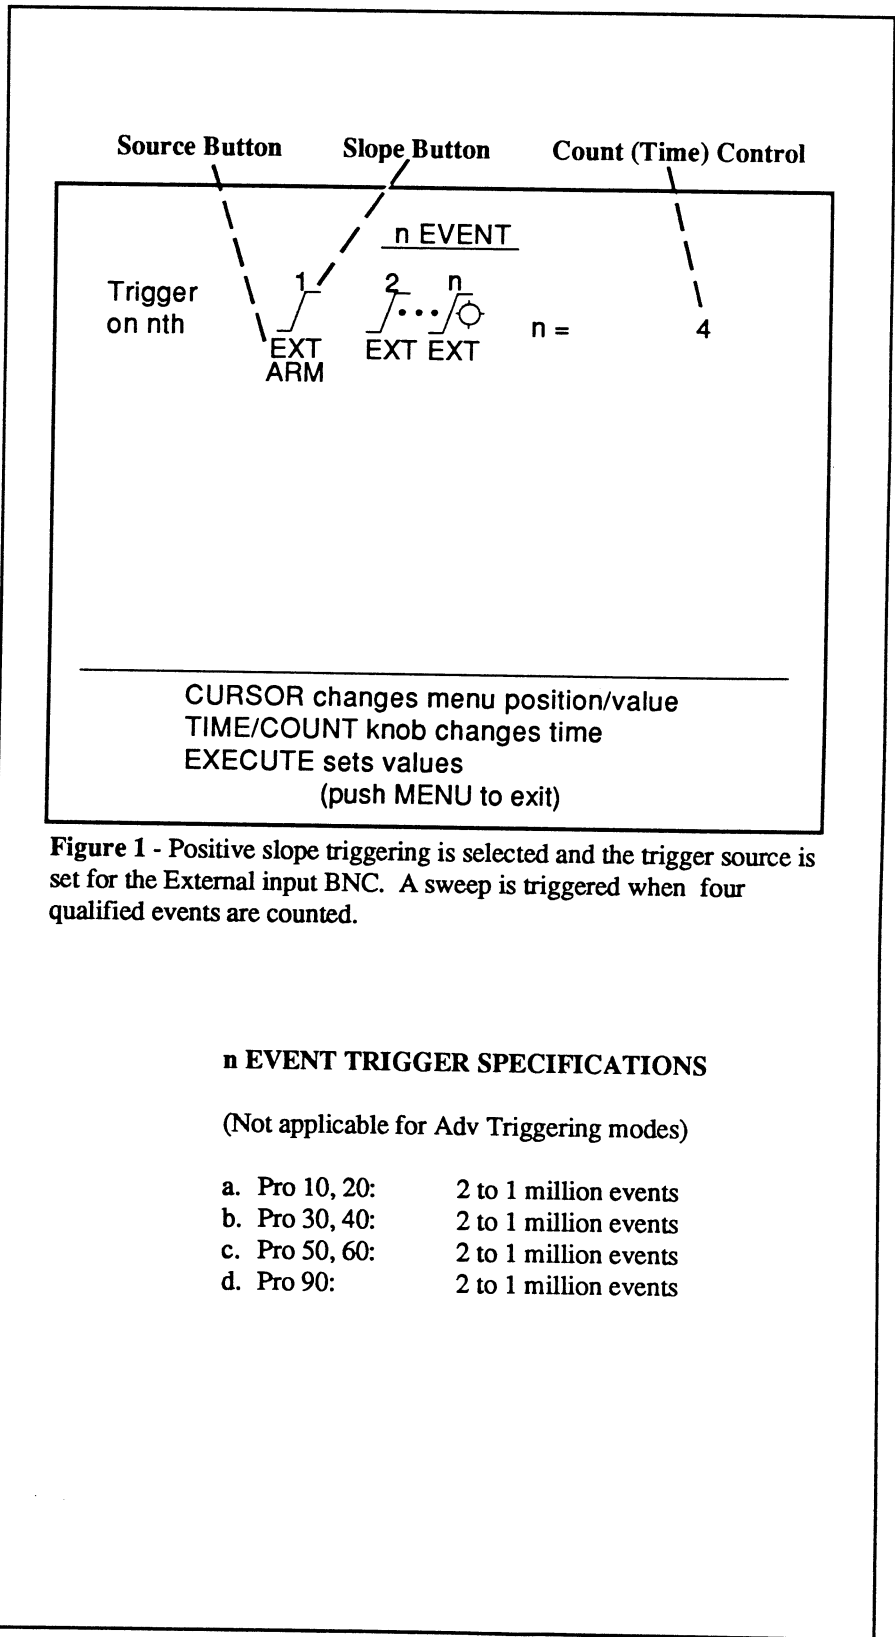 Source Button Slope Button Count (Time) Control
n EVENT
Trigger
on nth
1 2 n
EXT EXT EXT n = 4
ARM
CURSOR changes menu position/value
TIME/COUNT knob changes time
EXECUTE sets values
(push MENU to exit)
Figure 1 - Positive slope triggering is selected and the trigger source is
set for the External input BNC. A sweep is triggered when four
qualified events are counted.
n EVENT TRIGGER SPECIFICATIONS
(Not applicable for Adv Triggering modes)
a. Pro 10, 20: 2 to 1 million events
b. Pro 30, 40: 2 to 1 million events
c. Pro 50, 60: 2 to 1 million events
d. Pro 90: 2 to 1 million events